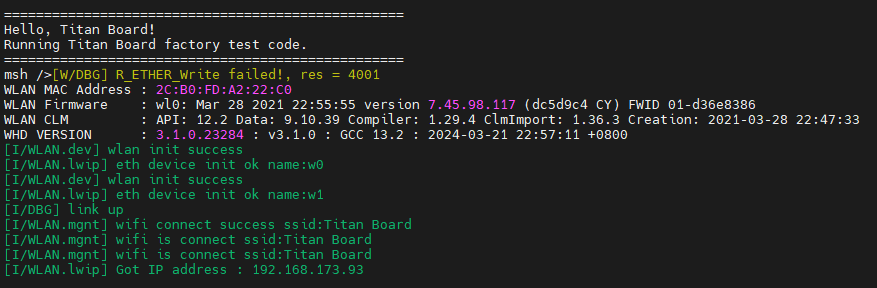 ==================================================
Hello, Titan Board!
Running Titan Board factory test code.
==================================================
msh />[W/DBG] R_ETHER_Write failed!, res = 4001
WLAN MAC Address : 2C:B0:FD:A2:22:C0
WLAN Firmware    : wl0: Mar 28 2021 22:55:55 version 7.45.98.117 (dc5d9c4 CY) FWID 01-d36e8386
WLAN CLM         : API: 12.2 Data: 9.10.39 Compiler: 1.29.4 ClmImport: 1.36.3 Creation: 2021-03-28 22:47:33
WHD VERSION      : 3.1.0.23284 : v3.1.0 : GCC 13.2 : 2024-03-21 22:57:11 +0800
[I/WLAN.dev] wlan init success
[I/WLAN.lwip] eth device init ok name:w0
[I/WLAN.dev] wlan init success
[I/WLAN.lwip] eth device init ok name:w1
[I/DBG] link up
[I/WLAN.mgnt] wifi connect success ssid:Titan Board
[I/WLAN.mgnt] wifi is connect ssid:Titan Board
[I/WLAN.mgnt] wifi is connect ssid:Titan Board
[I/WLAN.lwip] Got IP address : 192.168.173.93